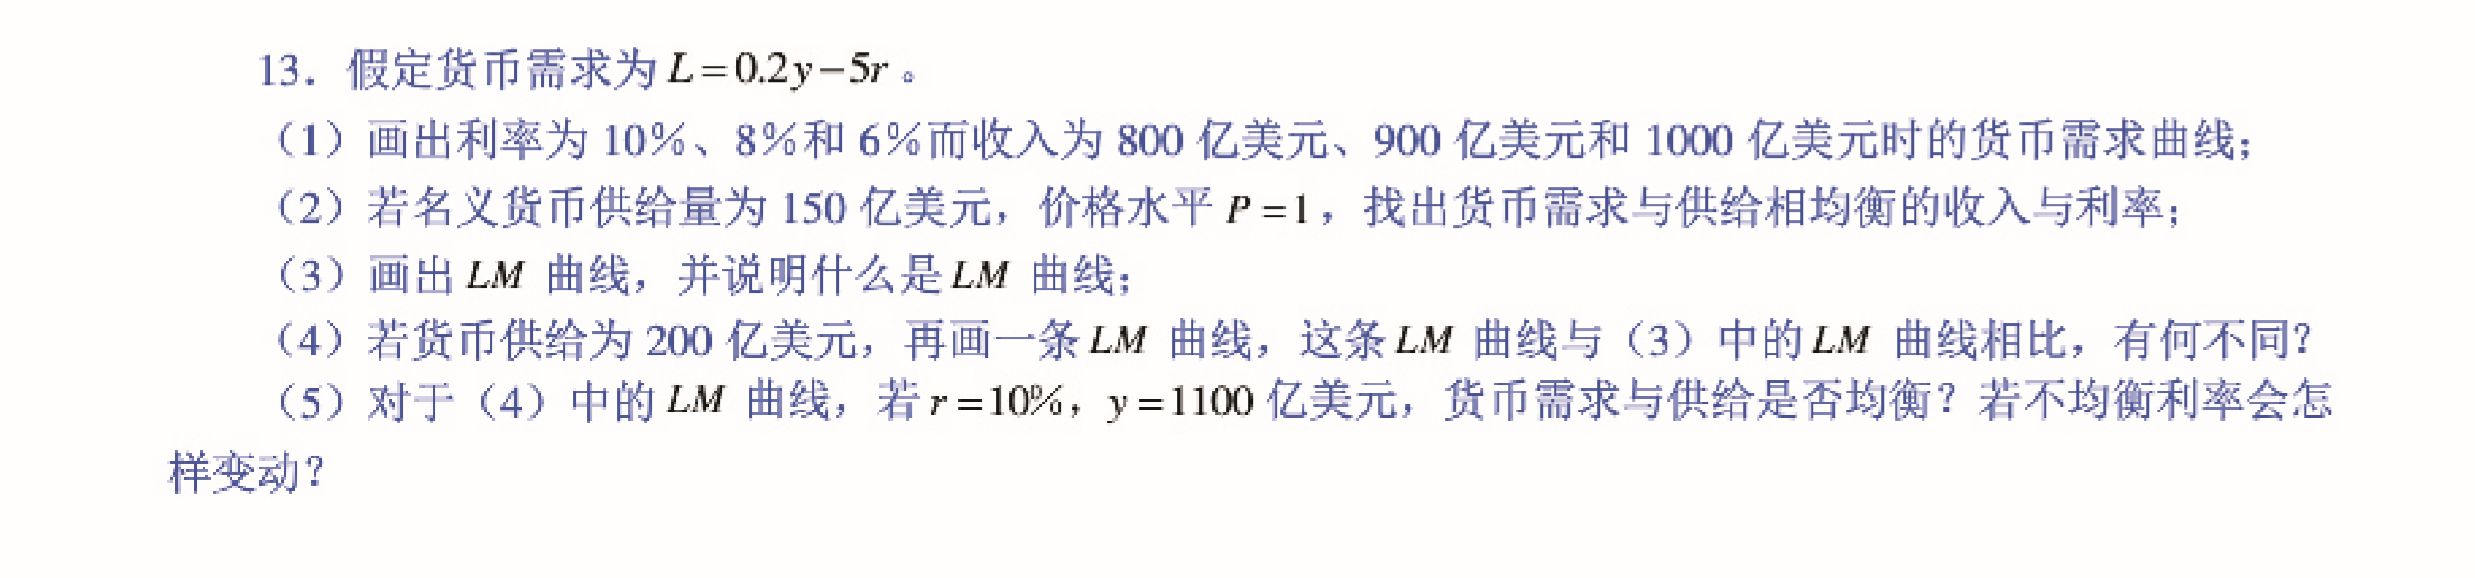 13．假定货币需求为L=0.2y−5r。
（1）画出利率为 10%、8%和 6%而收入为 800 亿美元、900 亿美元和 1000 亿美元时的货币需求曲线；
（2）若名义货币供给量为 150 亿美元，价格水平 P=1，找出货币需求与供给相均衡的收入与利率；
（3）画出 LM 曲线，并说明什么是 LM 曲线；
（4）若货币供给为 200 亿美元，再画一条 LM 曲线，这条 LM 曲线与（3）中的 LM 曲线相比，有何不同？
（5）对于（4）中的 LM 曲线，若 r=10%，y=1100 亿美元，货币需求与供给是否均衡？若不均衡利率会怎
样变动？